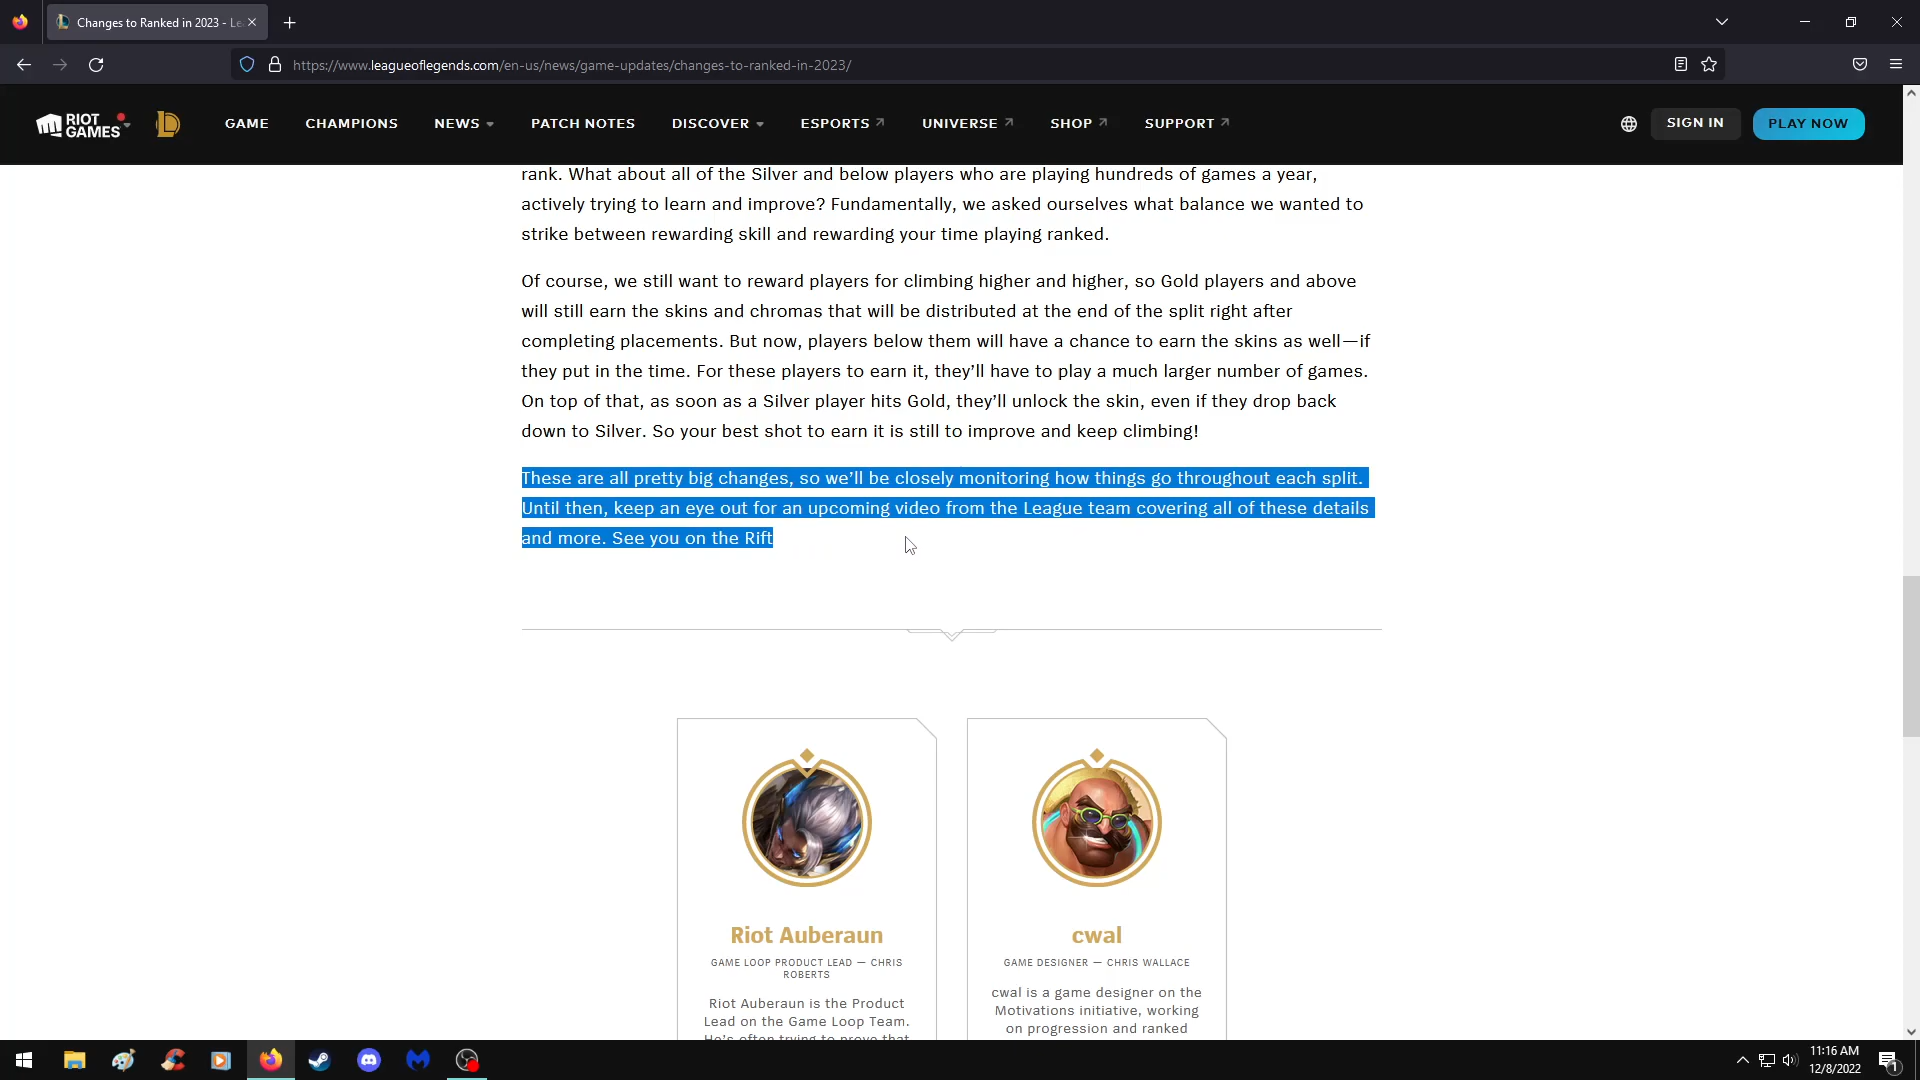 Changes to Ranked in 2023 - Le
https://www.leagueoflegends.com/en-us/news/game-updates/changes-to-ranked-in-2023/
RIOT
GAMES
GAME
CHAMPIONS
NEWS
PATCH NOTES
DISCOVER
ESPORTS
UNIVERSE
SHOP
SUPPORT
SIGN IN
PLAY NOW
rank. What about all of the Silver and below players who are playing hundreds of games a year,
actively trying to learn and improve? Fundamentally, we asked ourselves what balance we wanted to
strike between rewarding skill and rewarding your time playing ranked.
Of course, we still want to reward players for climbing higher and higher, so Gold players and above
will still earn the skins and chromas that will be distributed at the end of the split right after
completing placements. But now, players below them will have a chance to earn the skins as well—if
they put in the time. For these players to earn it, they’ll have to play a much larger number of games.
On top of that, as soon as a Silver player hits Gold, they’ll unlock the skin, even if they drop back
down to Silver. So your best shot to earn it is still to improve and keep climbing!
These are all pretty big changes, so we’ll be closely monitoring how things go throughout each split.
Until then, keep an eye out for an upcoming video from the League team covering all of these details
and more. See you on the Rift
Riot Auberaun
GAME LOOP PRODUCT LEAD — CHRIS
ROBERTS
Riot Auberaun is the Product
Lead on the Game Loop Team.
He’s often trying to prove that
cwal
GAME DESIGNER — CHRIS WALLACE
cwal is a game designer on the
Motivations initiative, working
on progression and ranked
11:16 AM
12/8/2022
1